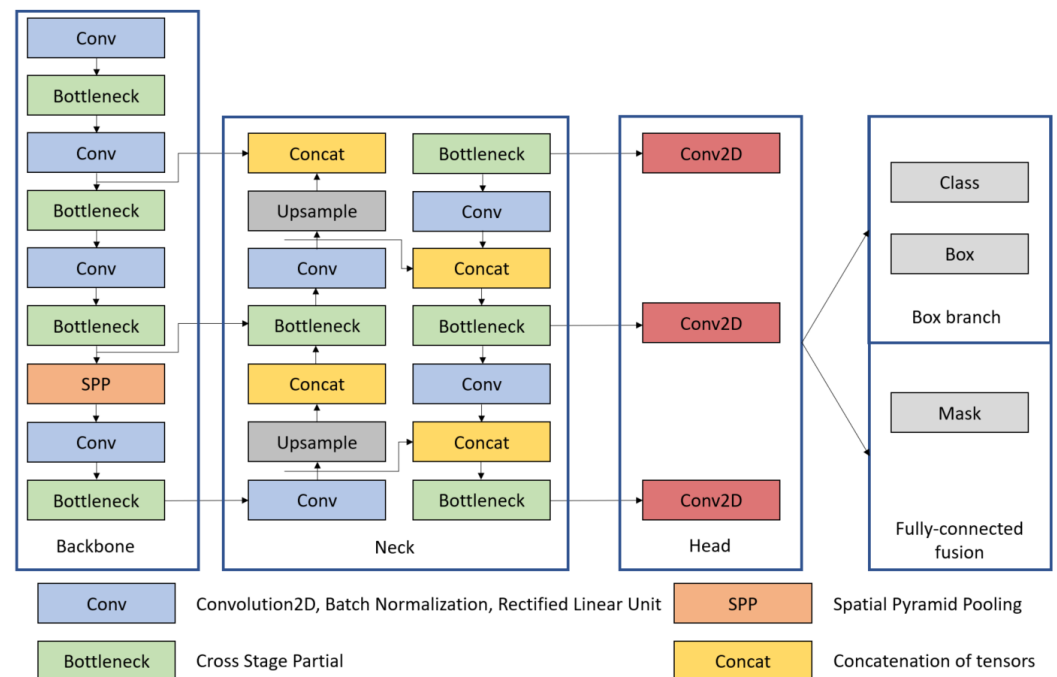 Conv
Bottleneck
Conv
Bottleneck
Conv
Bottleneck
SPP
Conv
Bottleneck
Backbone
Concat
Upsample
Conv
Bottleneck
Concat
Upsample
Conv
Bottleneck
Conv
Concat
Bottleneck
Conv
Concat
Bottleneck
Neck
Conv2D
Conv2D
Conv2D
Head
Class
Box
Box branch
Mask
Fully-connected
fusion
Conv
Convolution2D, Batch Normalization, Rectified Linear Unit
SPP
Spatial Pyramid Pooling
Bottleneck
Cross Stage Partial
Concat
Concatenation of tensors